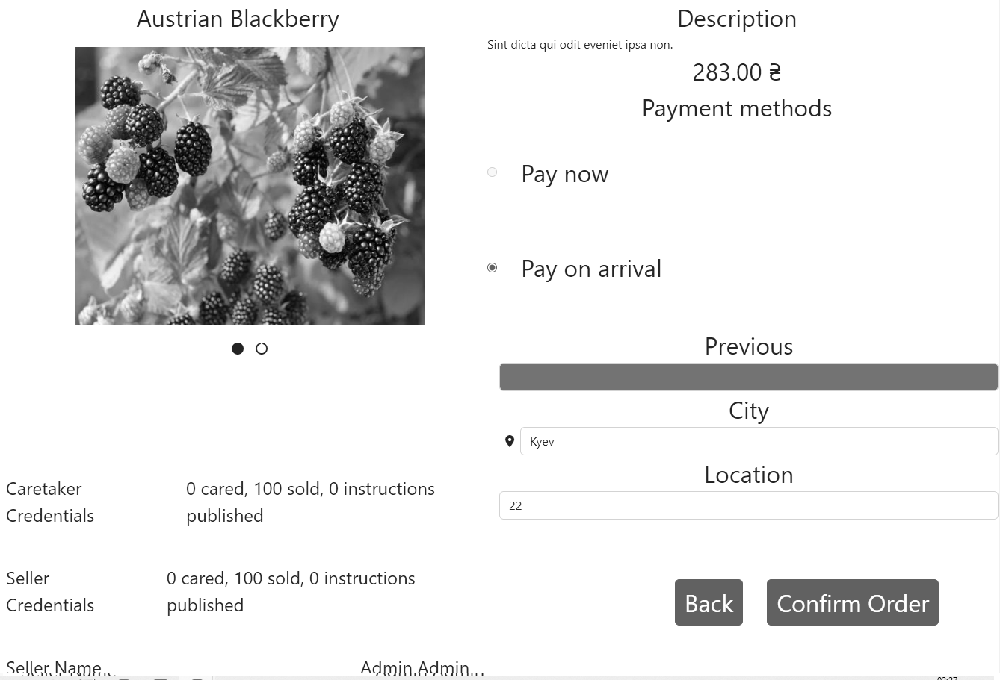 Austrian Blackberry
Caretaker Credentials
0 cared, 100 sold, 0 instructions published
Seller Credentials
0 cared, 100 sold, 0 instructions published
Seller Name
Admin Admin
Description
Sint dicta qui odit eveniet ipsa non.
283.00 ₴
Payment methods
Pay now
Pay on arrival
Previous
City
Kyev
Location
22
Back
Confirm Order